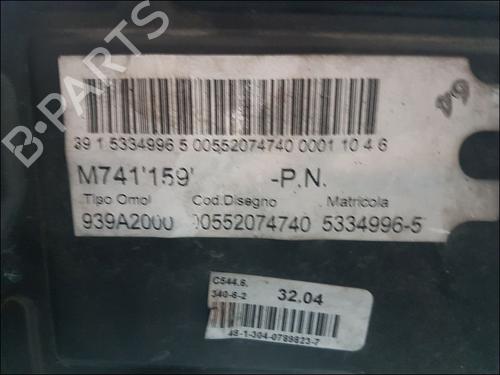 B-PARTS
64
39 1 5334996 5 00552074740 0001 10 4 6
M741'159' -P.N.
Tipo Omol Cod.Disegno Matricola
939A2000 00552074740 5334996-5
C544.6.
340-6-2 32.04
48-1-304-0789823-7